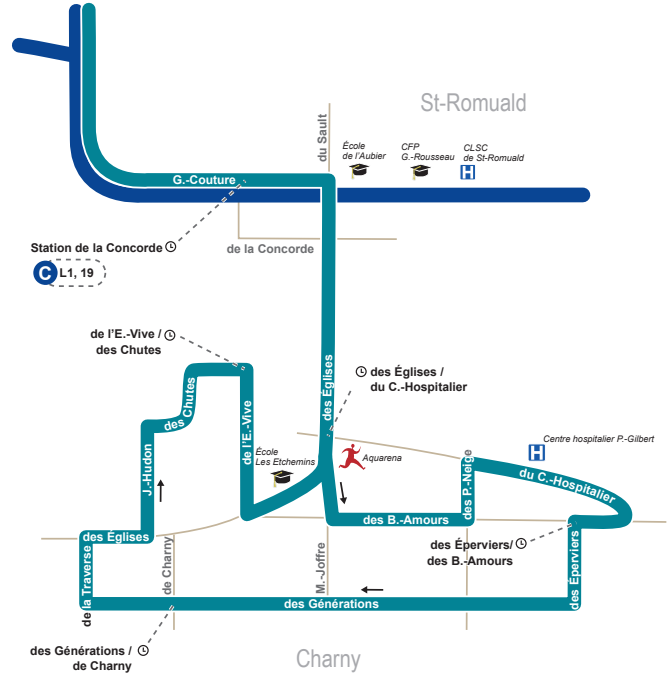 St-Romuald
du Sault
École
de l'Aubier
CFP
G.-Rousseau
CLSC
de St-Romuald
H
G.-Couture
Station de la Concorde
C L1, 19
de la Concorde
de l'E.-Vive /
des Chutes
des Églises /
du C.-Hospitalier
des Églises
des Chutes
de l'E.-Vive
J.-Hudon
École
Les Etchemins
Aquarena
Centre hospitalier P.-Gilbert
H
des P.-Neige
du C.-Hospitalier
des B.-Amours
des Églises
de la Traverse
de Charny
M.-Joffre
des Éperviers/
des B.-Amours
des Éperviers
des Générations
des Générations /
de Charny
Charny